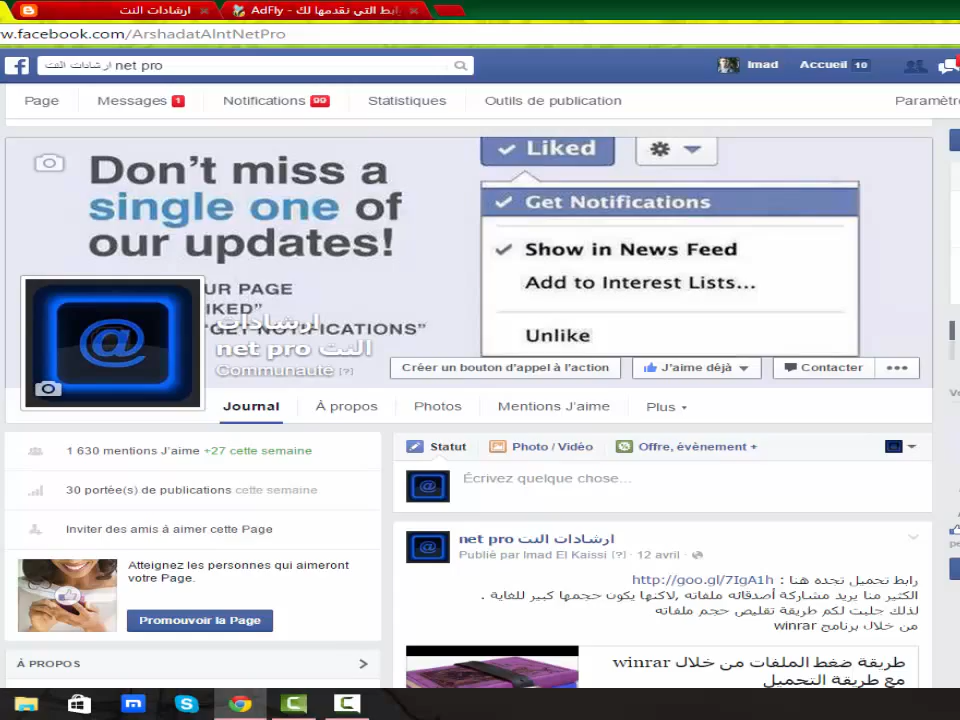 ارشادات النت
AdFly - رابط التي نقدمها لك
w.facebook.com/ArshadatAlntNetPro
ارشادات النت net pro
Imad
Accueil 10
Page
Messages 1
Notifications 99
Statistiques
Outils de publication
Paramètre
Don't miss a
single one of
our updates!
UR PAGE
IKED"
"GET NOTIFICATIONS"
Liked
Get Notifications
Show in News Feed
Add to Interest Lists...
Unlike
ارشادات
النت net pro
Communauté [?]
Créer un bouton d'appel à l'action
J'aime déjà
Contacter
Journal
À propos
Photos
Mentions J'aime
Plus
1 630 mentions J'aime +27 cette semaine
30 portée(s) de publications cette semaine
Inviter des amis à aimer cette Page
Atteignez les personnes qui aimeront
votre Page.
Promouvoir la Page
À PROPOS
Statut
Photo / Vidéo
Offre, évènement +
Écrivez quelque chose...
ارشادات النت net pro
Publié par Imad El Kaissi [?] · 12 avril ·
رابط تحميل تجده هنا : http://goo.gl/7IgA1h
الكثير منا يريد مشاركة أصدقائه ملفاته ,لاكنها يكون حجمها كبير للغاية .
لذلك جلبت لكم طريقة تقليص حجم ملفاته
من خلال برنامج winrar
طريقة ضغط الملفات من خلال winrar
مع طريقة التحميل